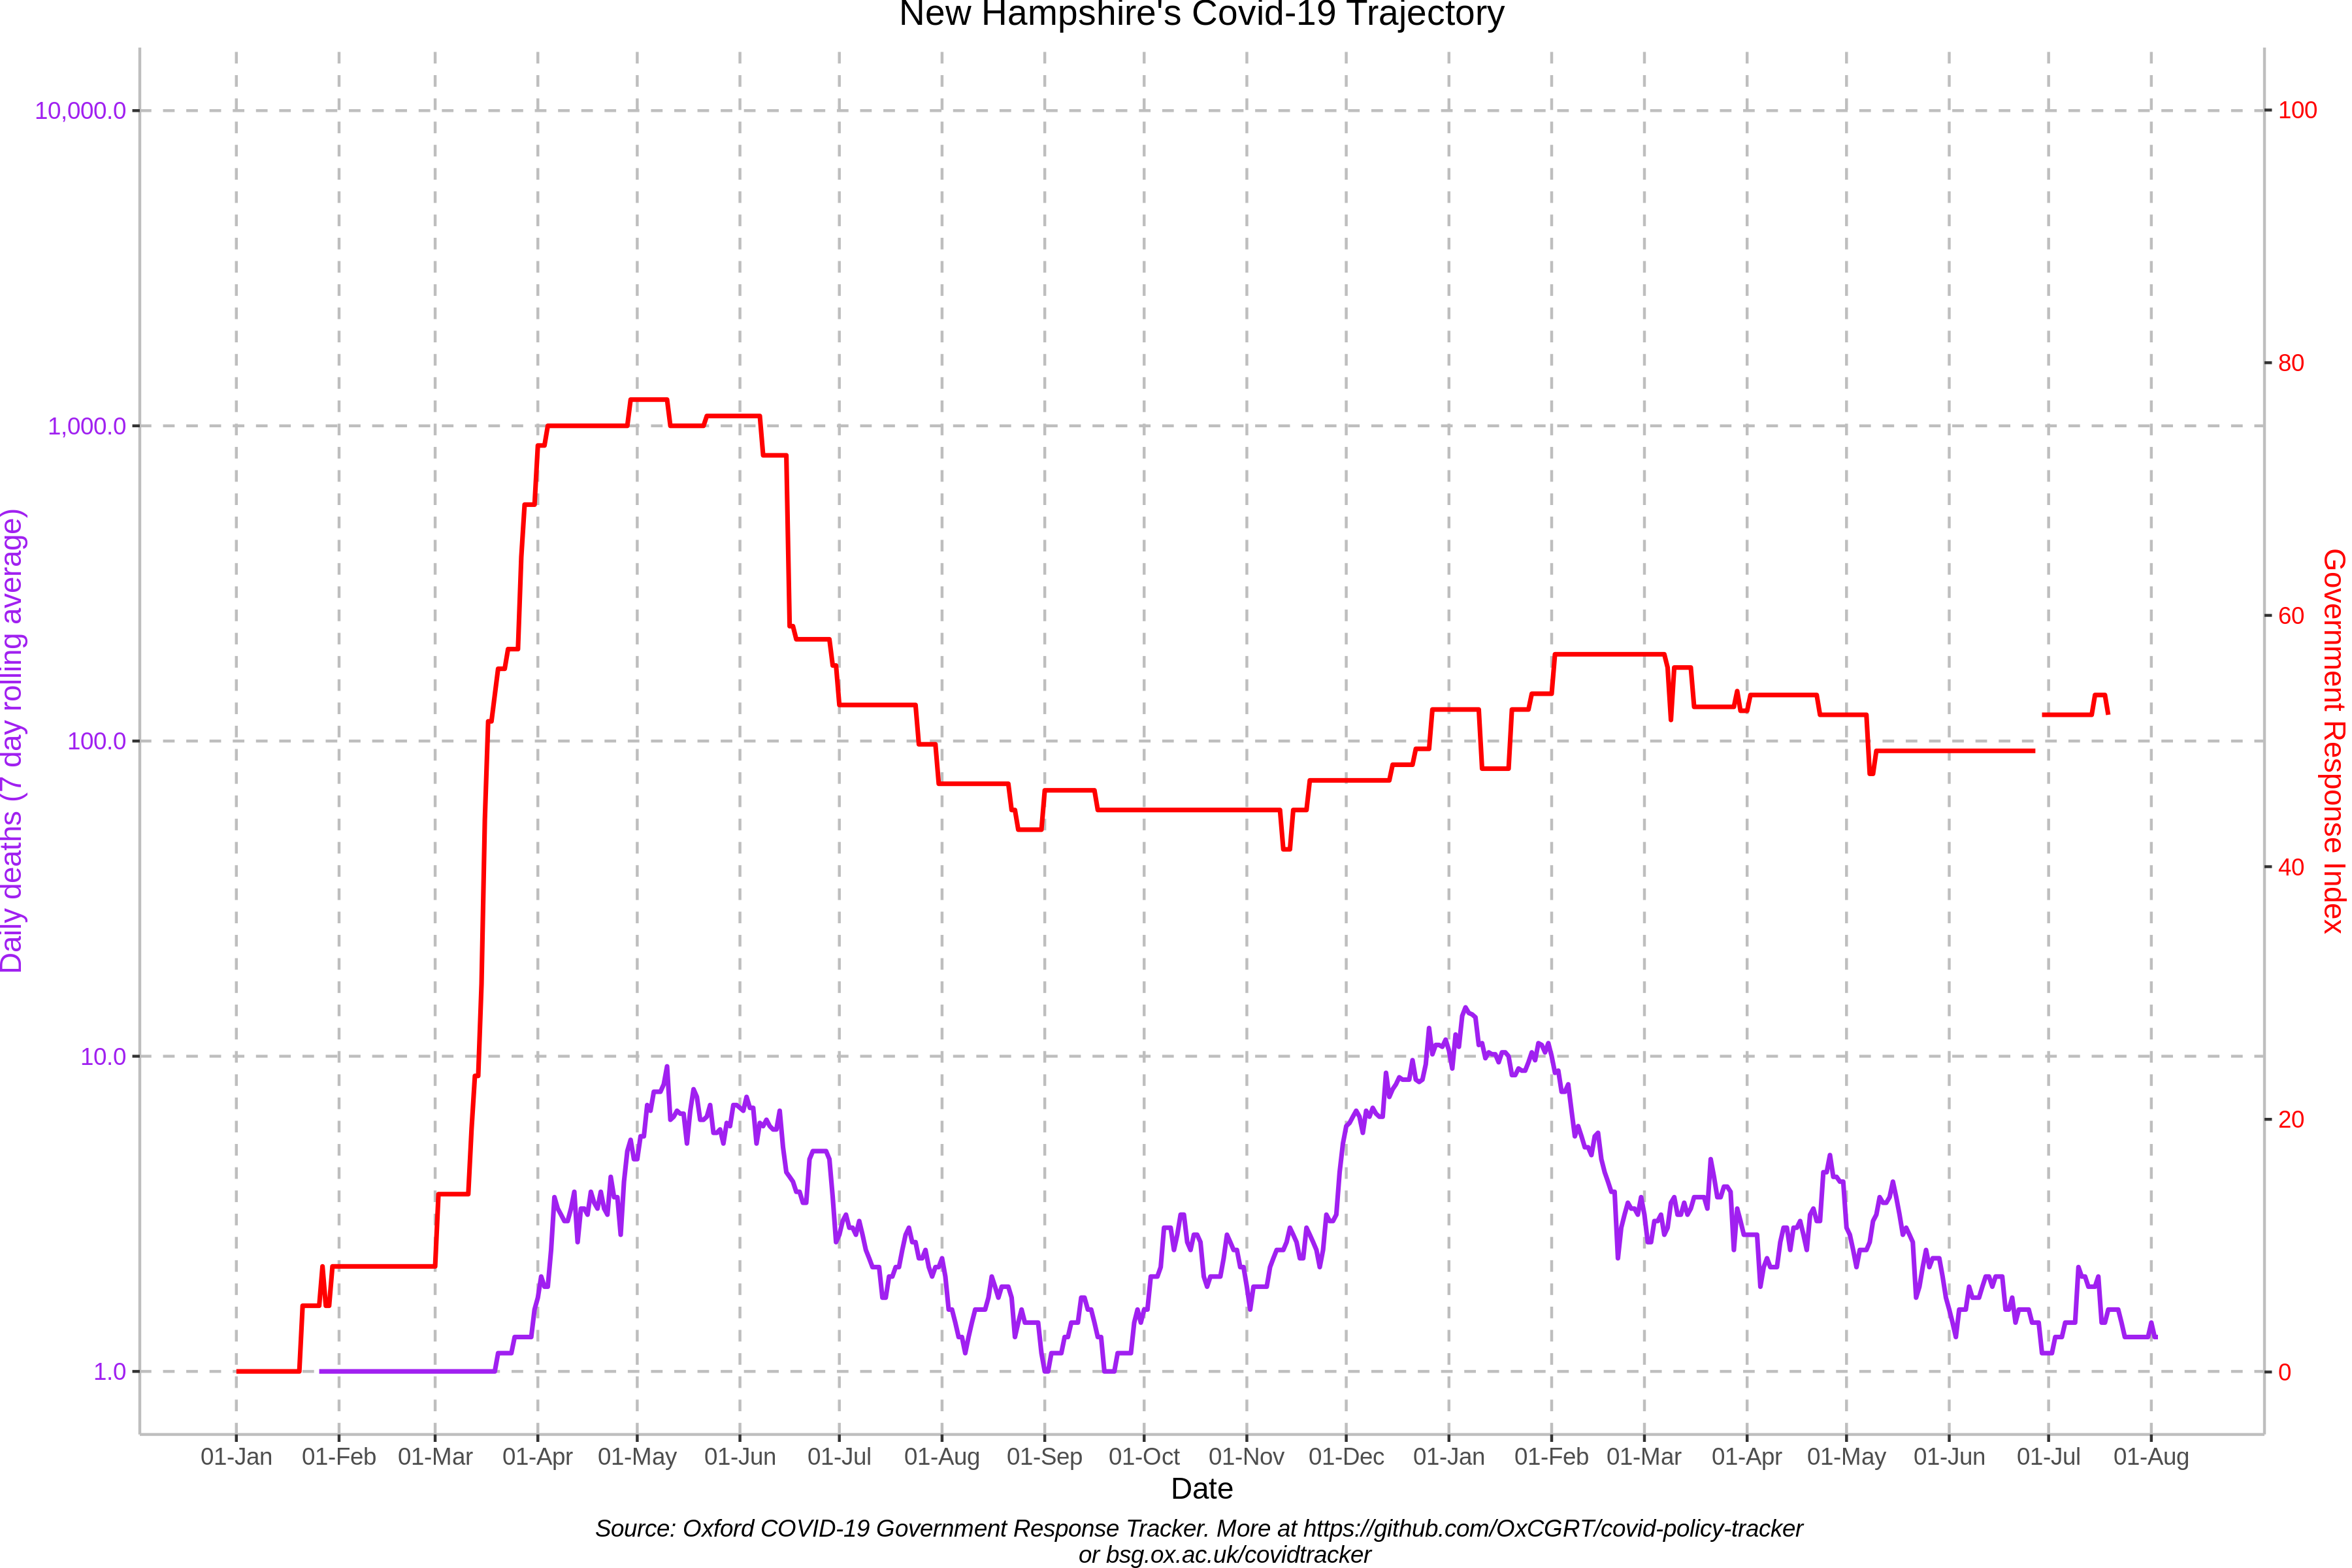 New Hampshire's Covid-19 Trajectory
10,000.0
1,000.0
100.0
10.0
1.0
Daily deaths (7 day rolling average)
100
80
60
40
20
0
Government Response Index
01-Jan 01-Feb 01-Mar 01-Apr 01-May 01-Jun 01-Jul 01-Aug 01-Sep 01-Oct 01-Nov 01-Dec 01-Jan 01-Feb 01-Mar 01-Apr 01-May 01-Jun 01-Jul 01-Aug
Date
Source: Oxford COVID-19 Government Response Tracker. More at https://github.com/OxCGRT/covid-policy-tracker
or bsg.ox.ac.uk/covidtracker